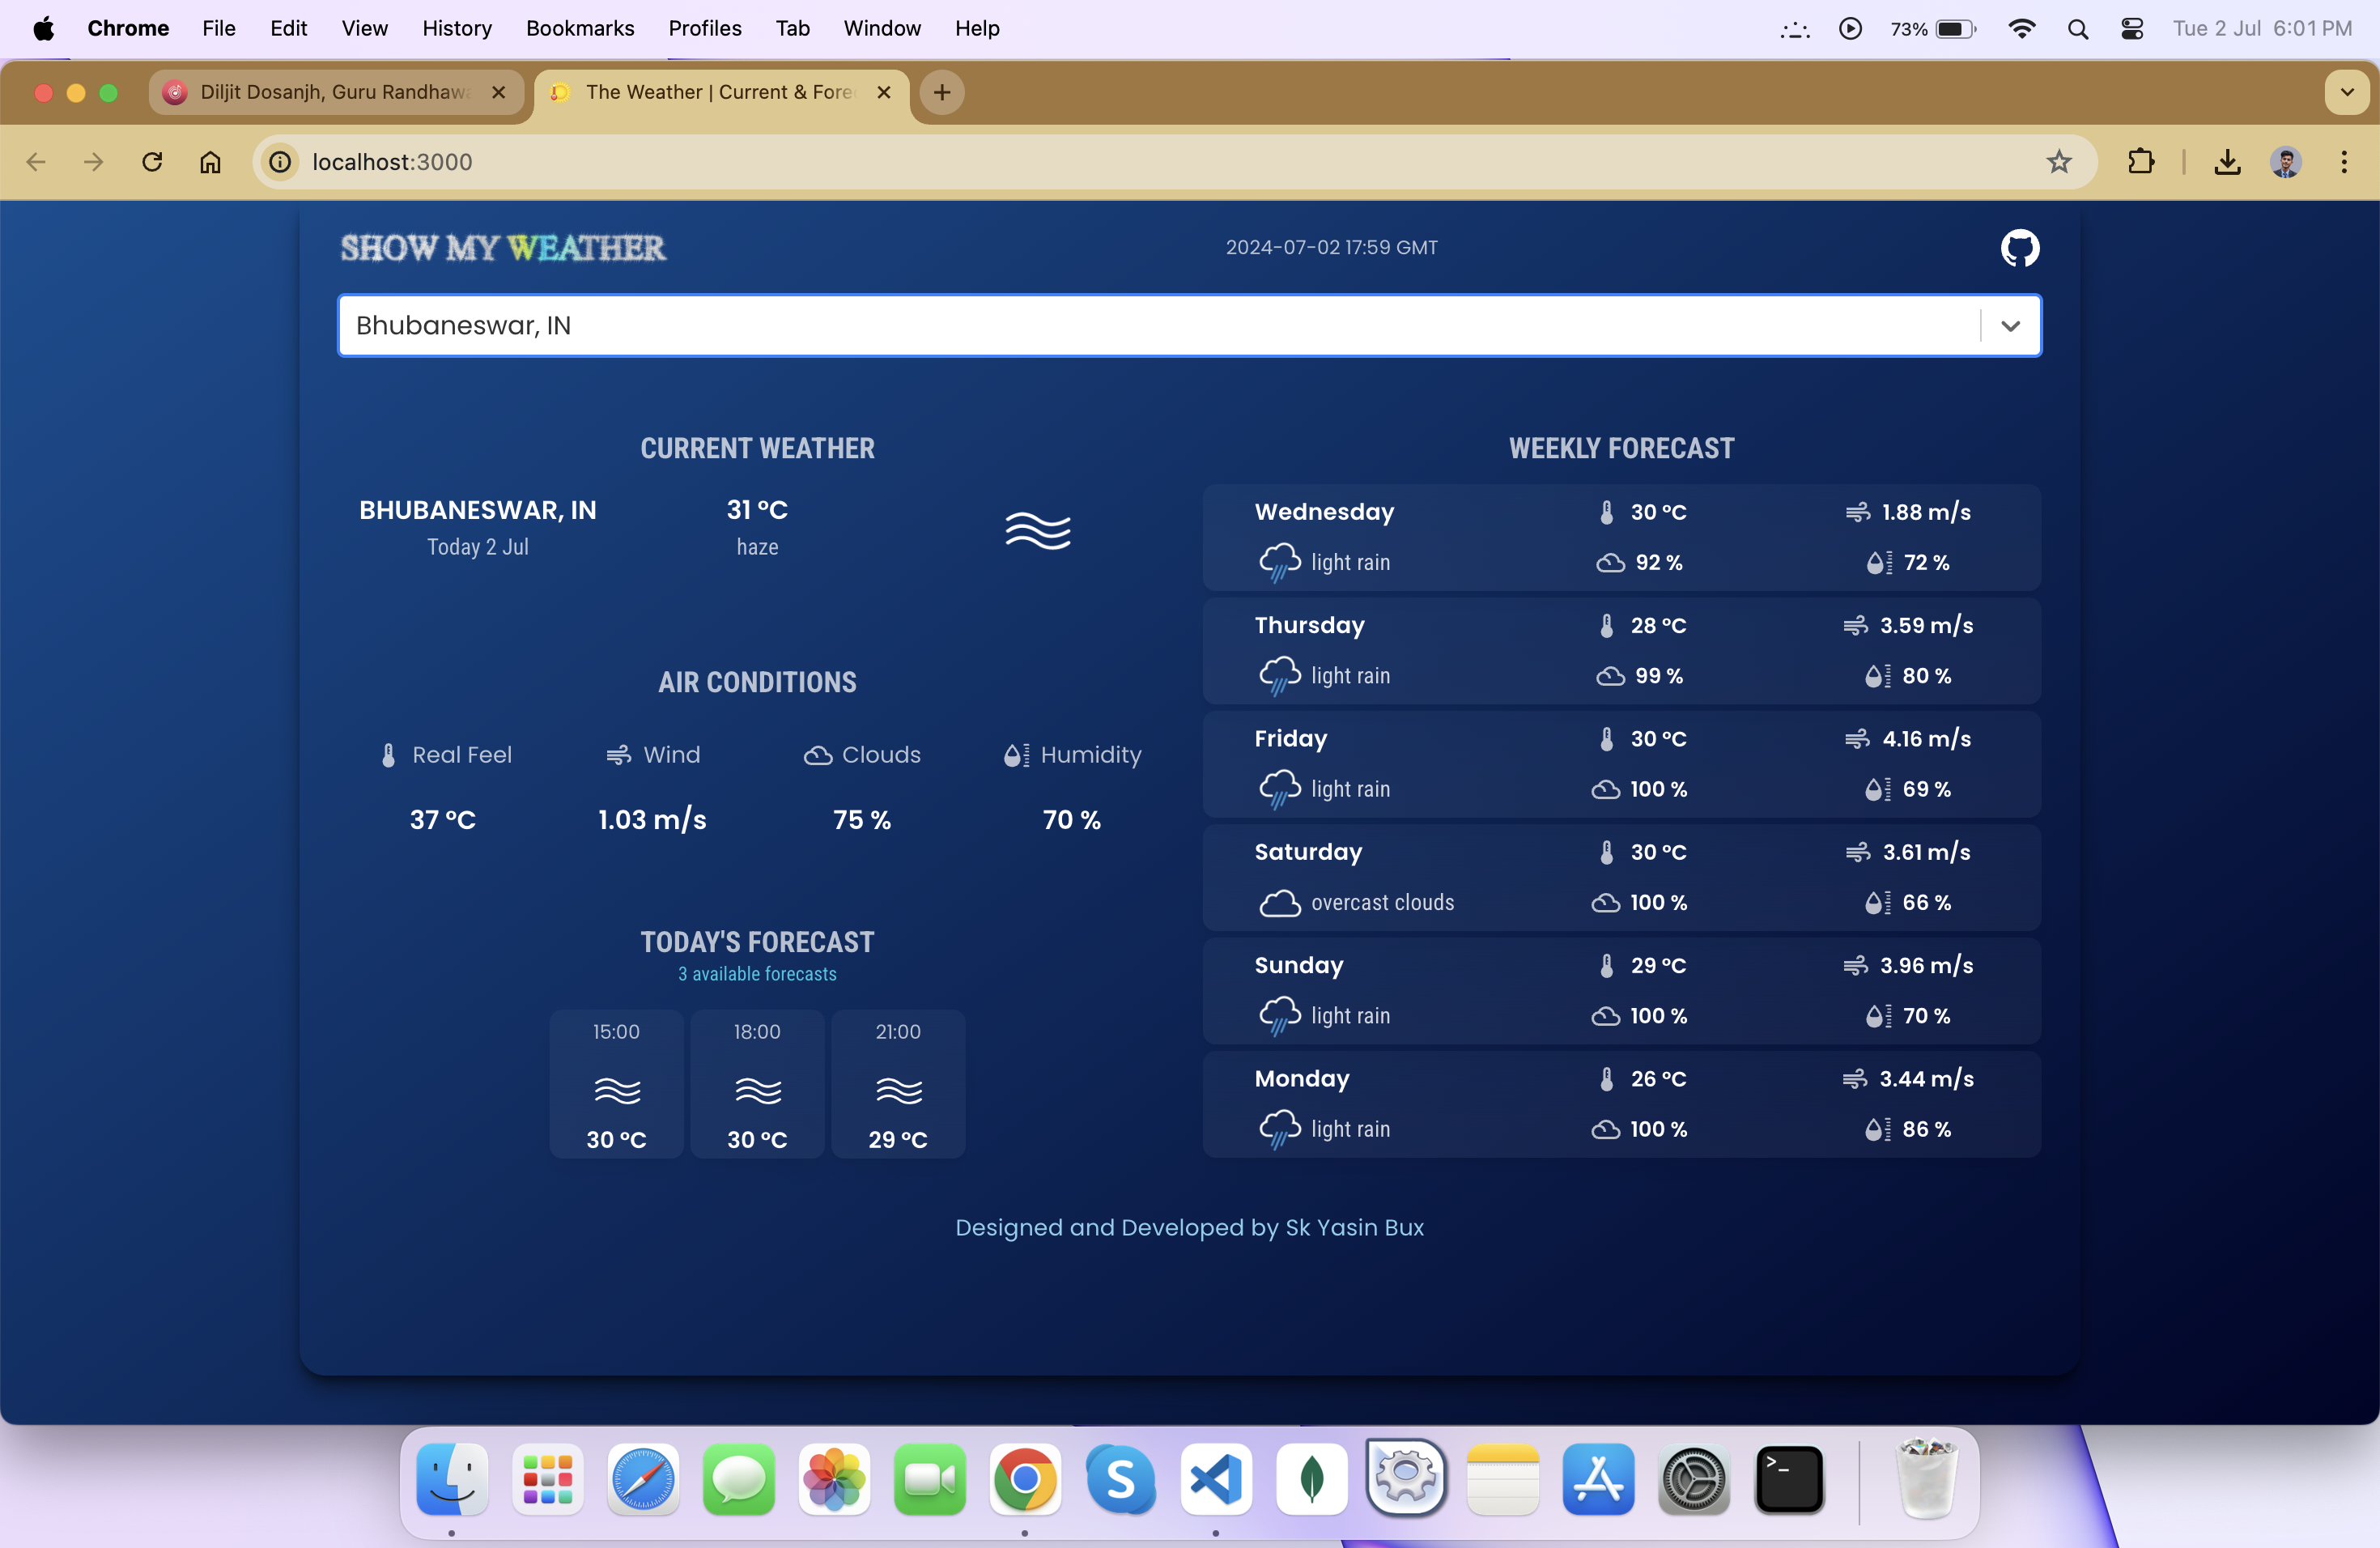 Chrome File Edit View History Bookmarks Profiles Tab Window Help 73% Tue 2 Jul 6:01 PM
Diljit Dosanjh, Guru Randhawa The Weather | Current & Fore
localhost:3000
SHOW MY WEATHER 2024-07-02 17:59 GMT
Bhubaneswar, IN
CURRENT WEATHER
BHUBANESWAR, IN 31 °C
Today 2 Jul haze
AIR CONDITIONS
Real Feel Wind Clouds Humidity
37 °C 1.03 m/s 75 % 70 %
TODAY'S FORECAST
3 available forecasts
15:00 18:00 21:00
30 °C 30 °C 29 °C
WEEKLY FORECAST
Wednesday 30 °C 1.88 m/s
light rain 92 % 72 %
Thursday 28 °C 3.59 m/s
light rain 99 % 80 %
Friday 30 °C 4.16 m/s
light rain 100 % 69 %
Saturday 30 °C 3.61 m/s
overcast clouds 100 % 66 %
Sunday 29 °C 3.96 m/s
light rain 100 % 70 %
Monday 26 °C 3.44 m/s
light rain 100 % 86 %
Designed and Developed by Sk Yasin Bux